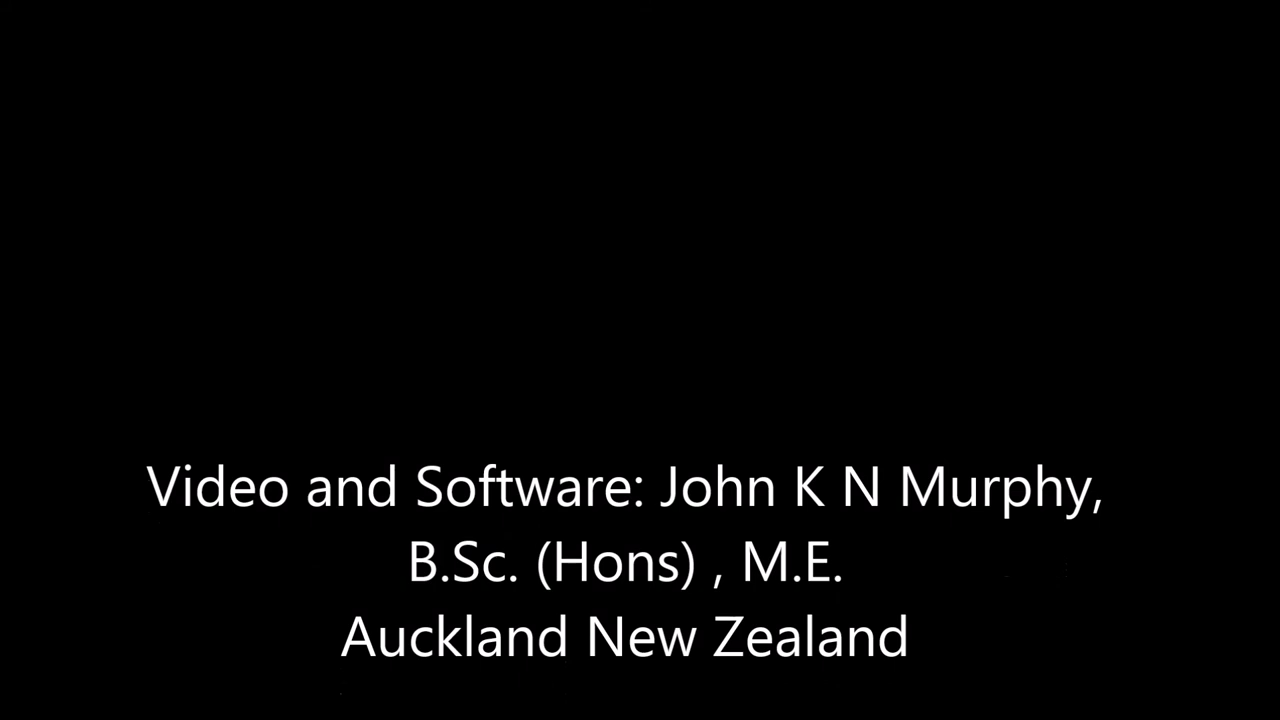 Video and Software: John K N Murphy,
B.Sc. (Hons) , M.E.
Auckland New Zealand